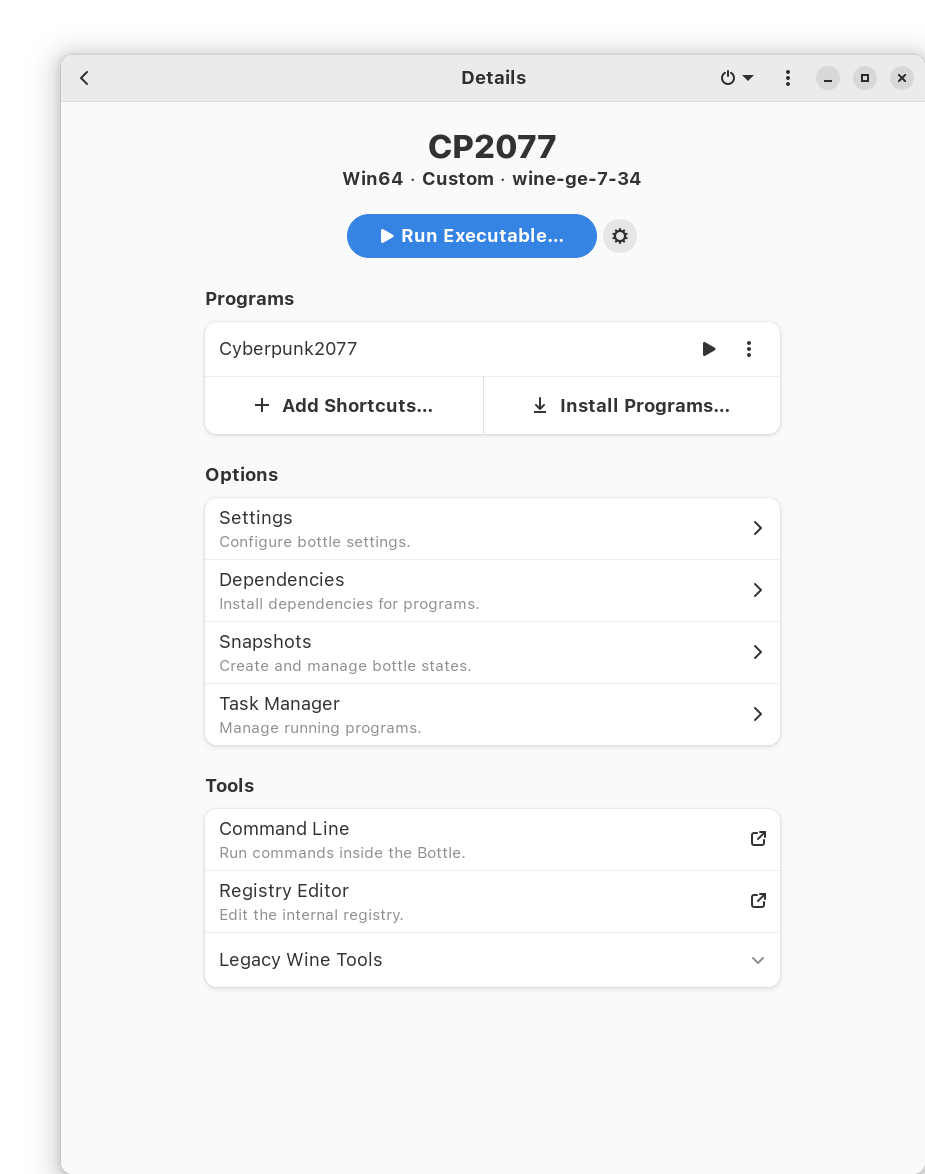 Details
CP2077
Win64 · Custom · wine-ge-7-34
Run Executable...
Programs
Cyberpunk2077
Add Shortcuts...
Install Programs...
Options
Settings
Configure bottle settings.
Dependencies
Install dependencies for programs.
Snapshots
Create and manage bottle states.
Task Manager
Manage running programs.
Tools
Command Line
Run commands inside the Bottle.
Registry Editor
Edit the internal registry.
Legacy Wine Tools